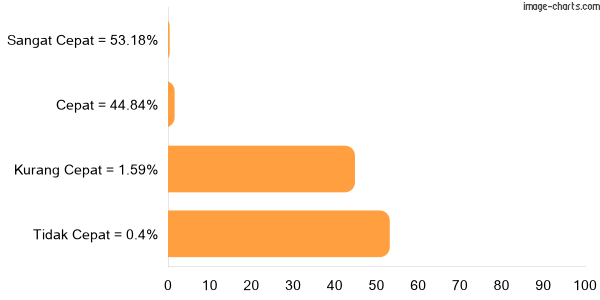 image-charts.com
Sangat Cepat = 53.18%
Cepat = 44.84%
Kurang Cepat = 1.59%
Tidak Cepat = 0.4%
0 10 20 30 40 50 60 70 80 90 100